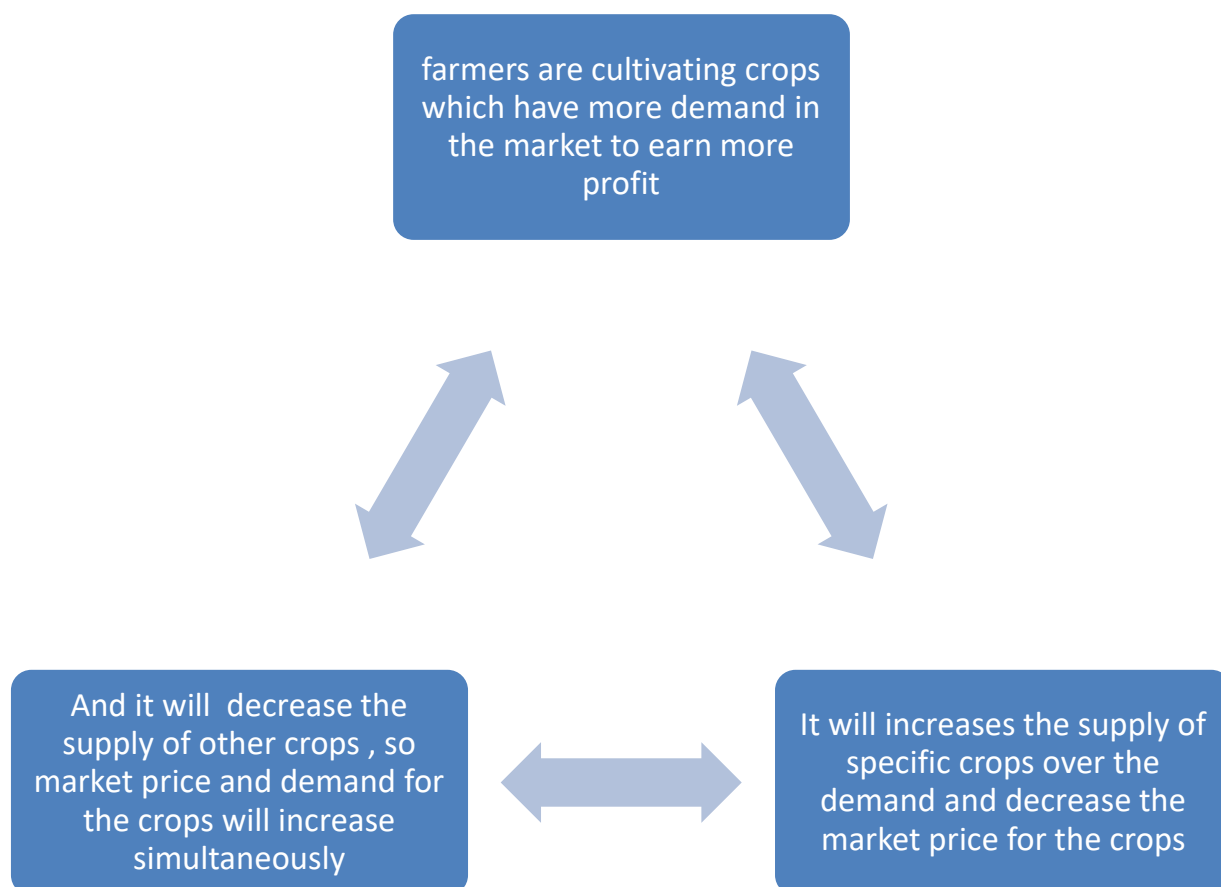 farmers are cultivating crops
which have more demand in
the market to earn more
profit
And it will  decrease the
supply of other crops , so
market price and demand for
the crops will increase
simultaneously
It will increases the supply of
specific crops over the
demand and decrease the
market price for the crops